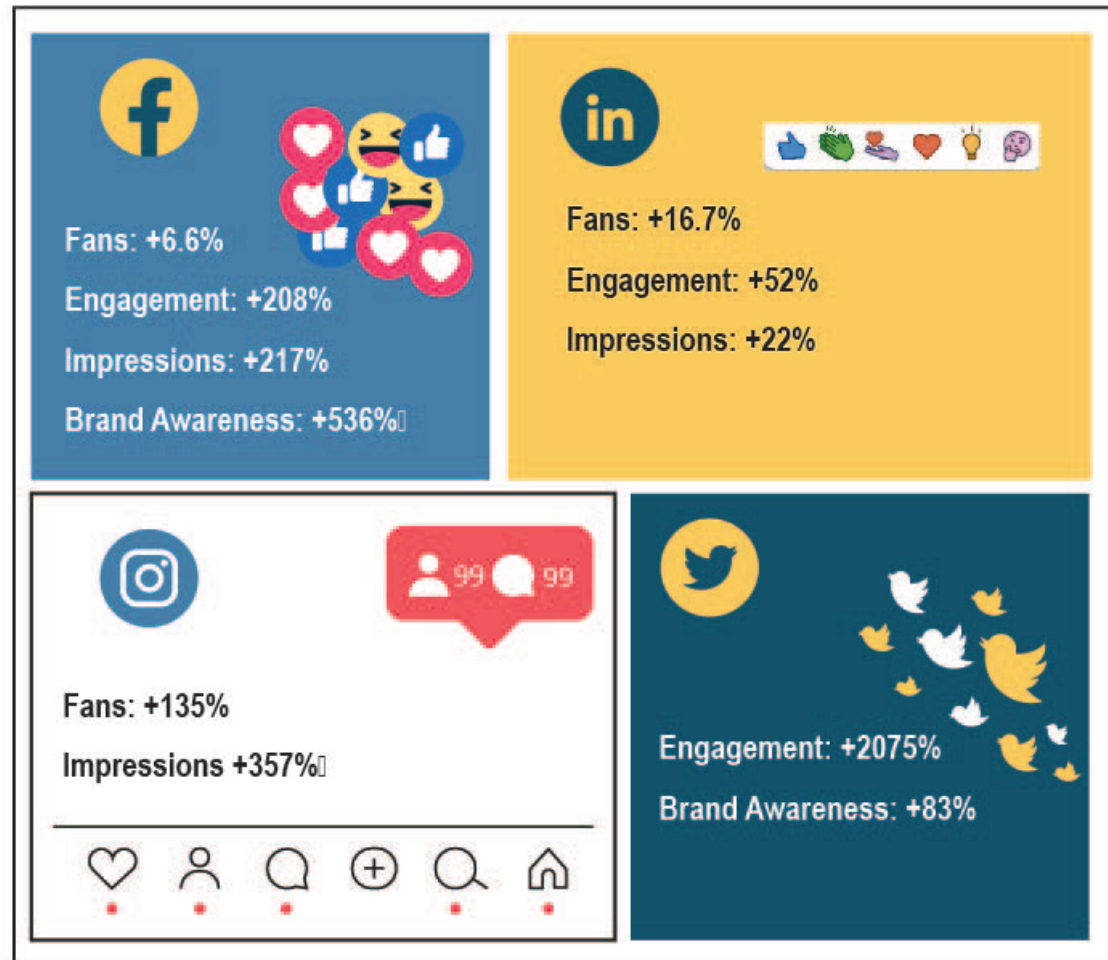 f
Fans: +6.6%
Engagement: +208%
Impressions: +217%
Brand Awareness: +536%
in
Fans: +16.7%
Engagement: +52%
Impressions: +22%
99 99
Fans: +135%
Impressions +357%
Engagement: +2075%
Brand Awareness: +83%